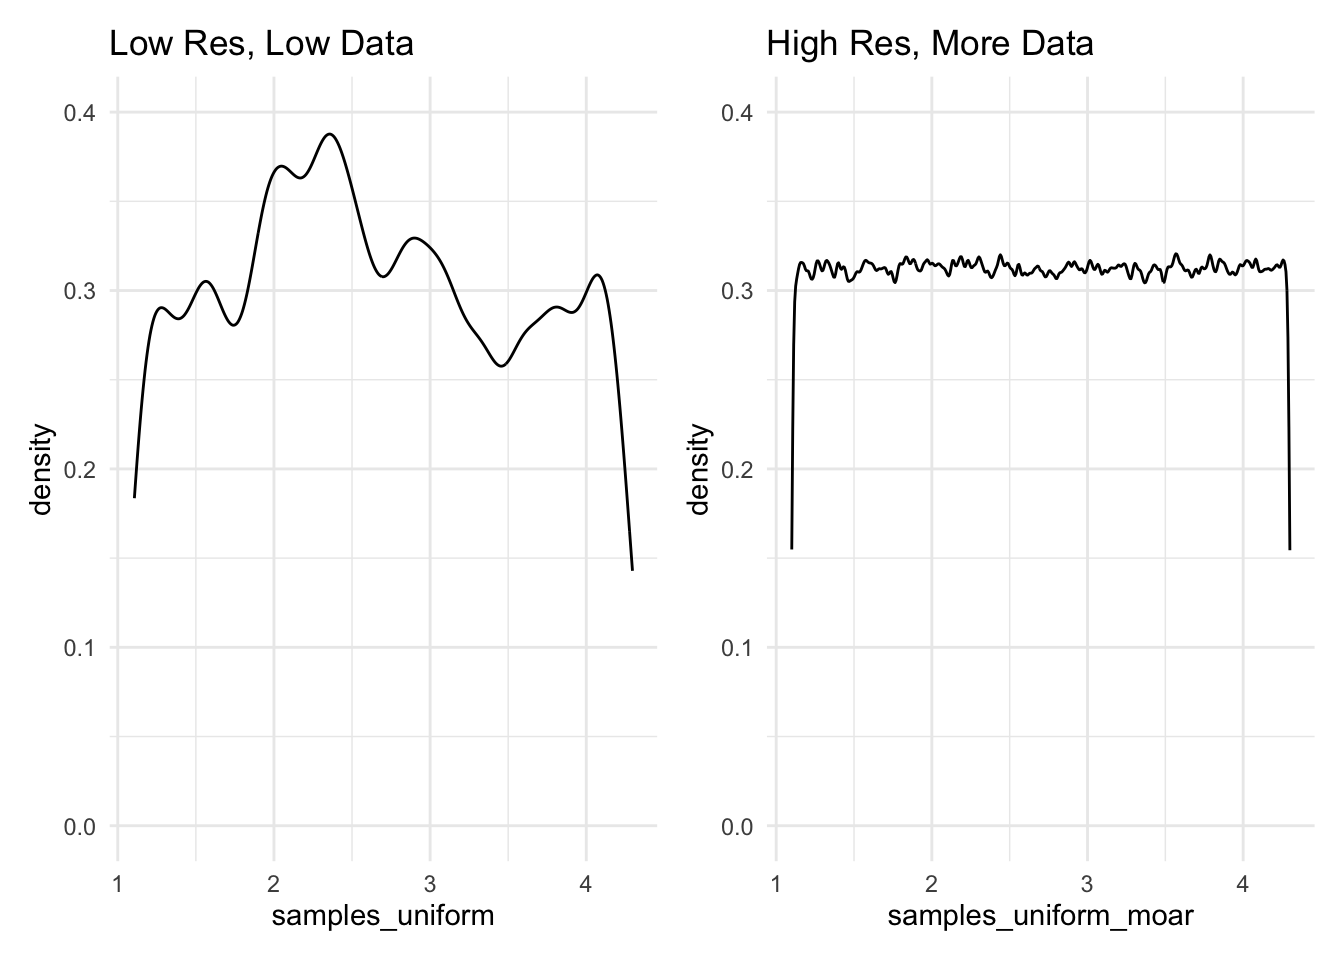 Low Res, Low Data
0.4
0.3
0.2
0.1
0.0
density
1 2 3 4
samples_uniform
High Res, More Data
0.4
0.3
0.2
0.1
0.0
density
1 2 3 4
samples_uniform_moar